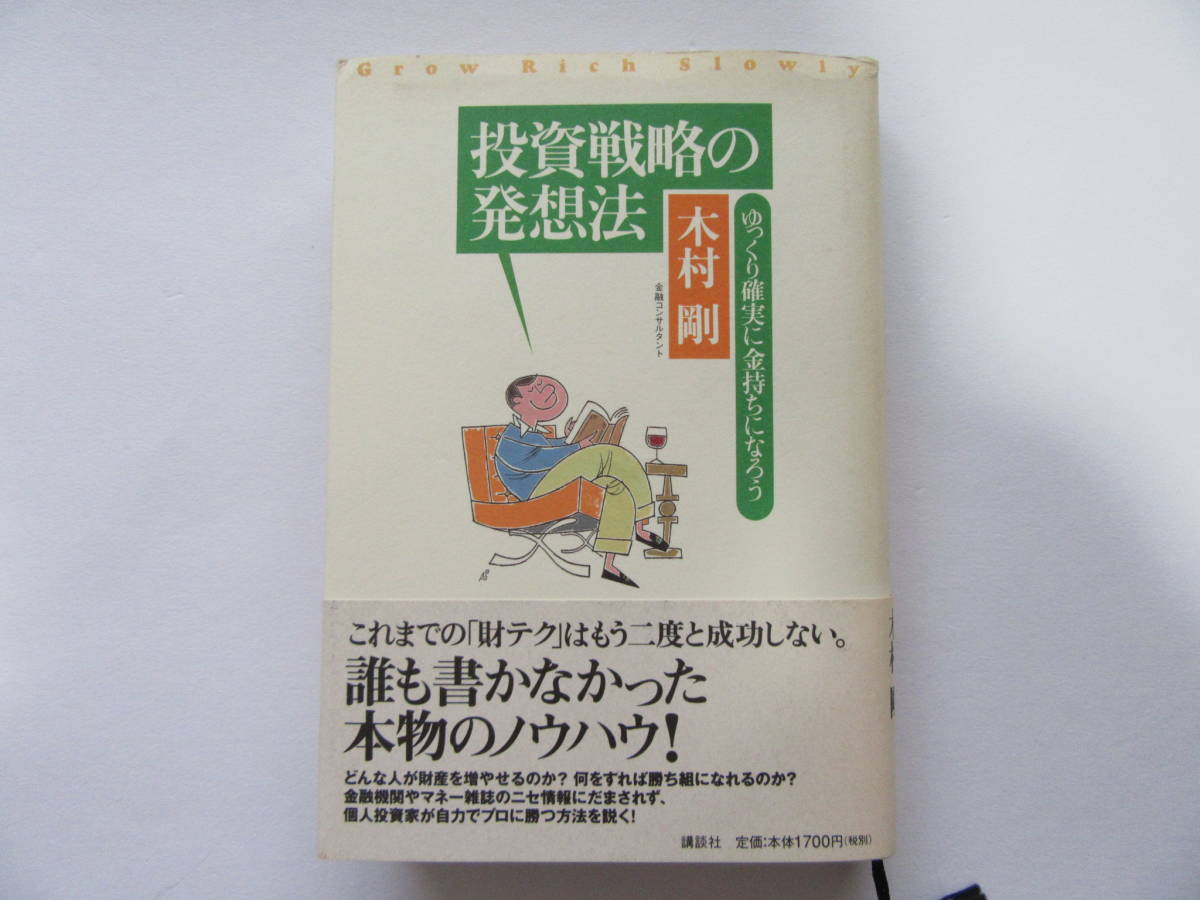 Grow Rich Slowly
投資戦略の
発想法
ゆっくり確実に金持ちになろう
木村 剛
金融コンサルタント
これまでの「財テク」はもう二度と成功しない。
誰も書かなかった
本物のノウハウ!
どんな人が財産を増やせるのか? 何をすれば勝ち組になれるのか?
金融機関やマネー雑誌のニセ情報にだまされず、
個人投資家が自力でプロに勝つ方法を説く!
講談社 定価:本体1700円(税別)